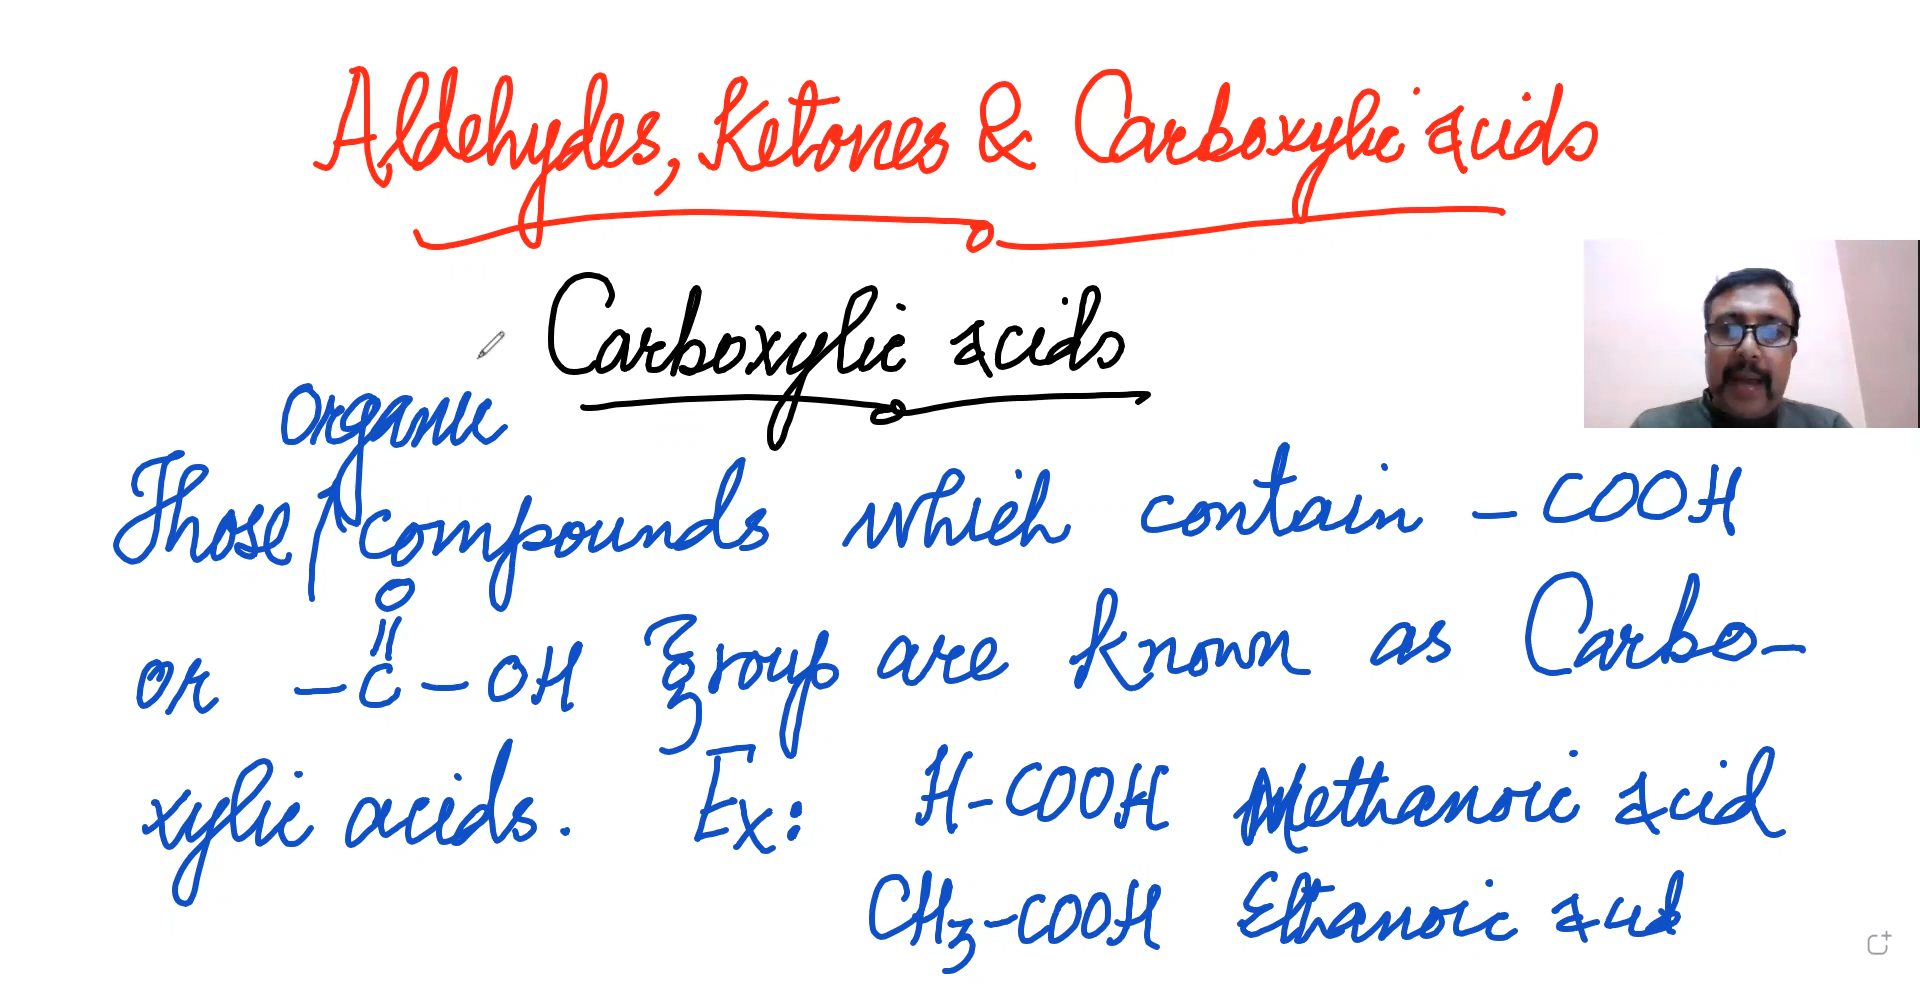 Aldehydes, Ketones & Carboxylic acids
Carboxylic acids
Organic
Those compounds which contain -COOH
O
||
or -C-OH group are known as Carbo-
xylic acids. Ex: H-COOH Methanoic acid
CH3-COOH Ethanoic acid